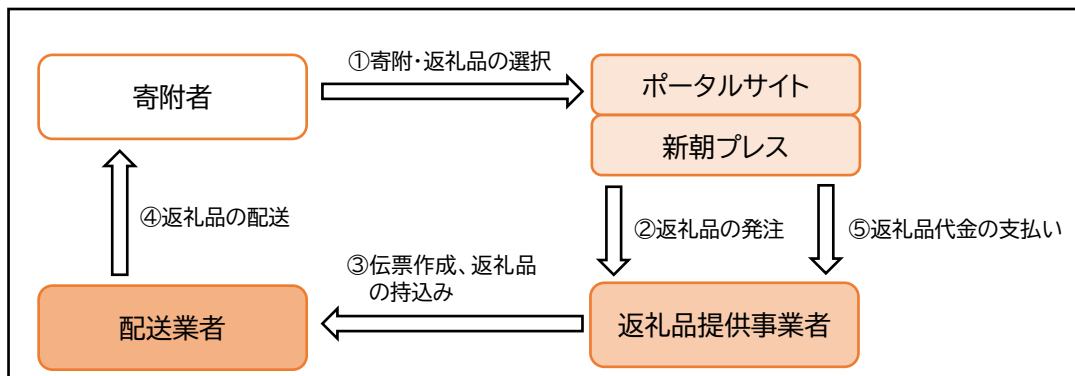 ①寄附・返礼品の選択
寄附者
ポータルサイト
新朝プレス
④返礼品の配送
②返礼品の発注
⑤返礼品代金の支払い
③伝票作成、返礼品
の持込み
配送業者
返礼品提供事業者